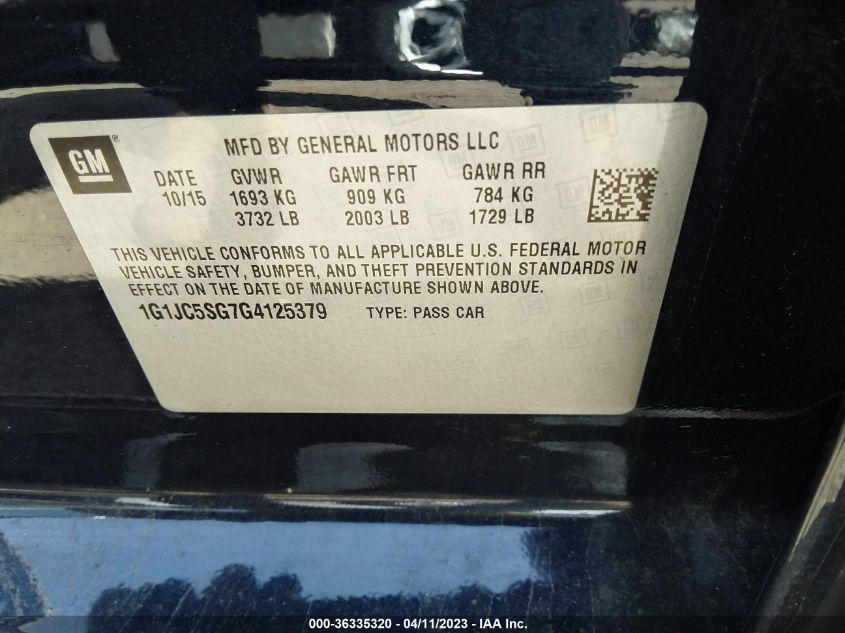 GM®
MFD BY GENERAL MOTORS LLC
DATE GVWR GAWR FRT GAWR RR
10/15 1693 KG 909 KG 784 KG
3732 LB 2003 LB 1729 LB
THIS VEHICLE CONFORMS TO ALL APPLICABLE U.S. FEDERAL MOTOR
VEHICLE SAFETY, BUMPER, AND THEFT PREVENTION STANDARDS IN
EFFECT ON THE DATE OF MANUFACTURE SHOWN ABOVE.
1G1JC5SG7G4125379 TYPE: PASS CAR
000-36335320 - 04/11/2023 - IAA Inc.